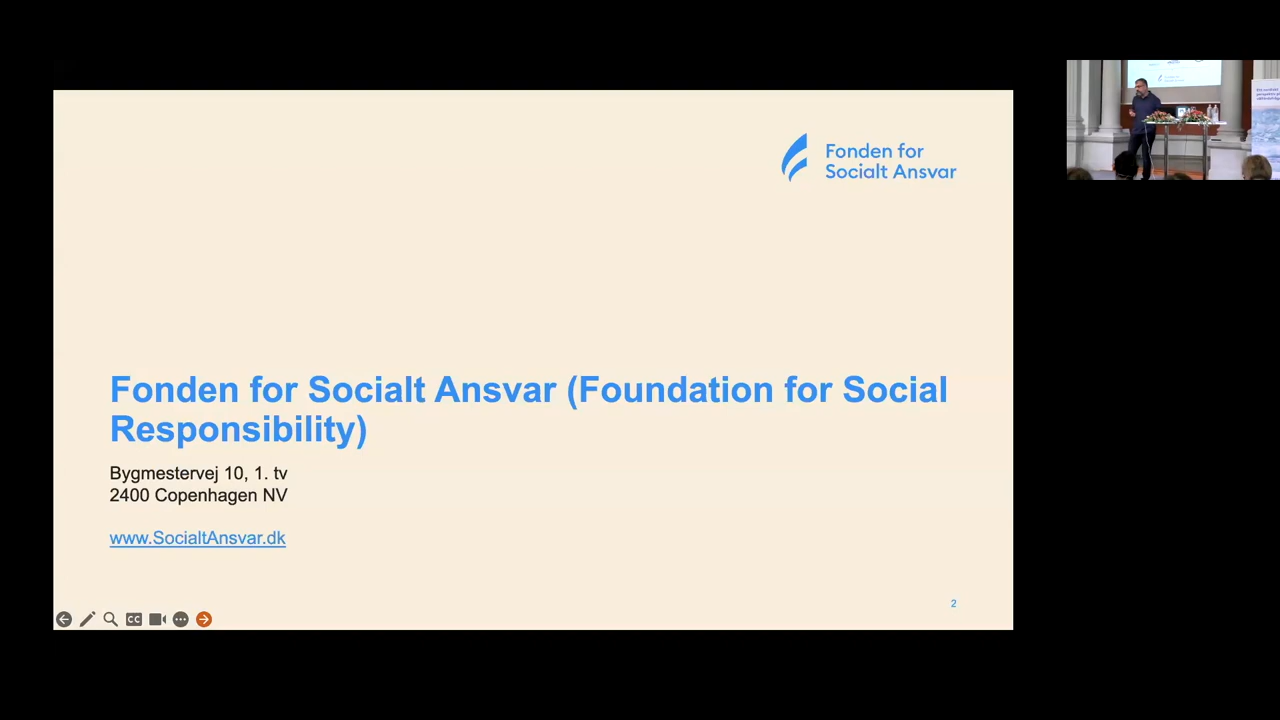 Fonden for
Socialt Ansvar
Fonden for Socialt Ansvar (Foundation for Social
Responsibility)
Bygmestervej 10, 1. tv
2400 Copenhagen NV
www.SocialtAnsvar.dk
2
CC